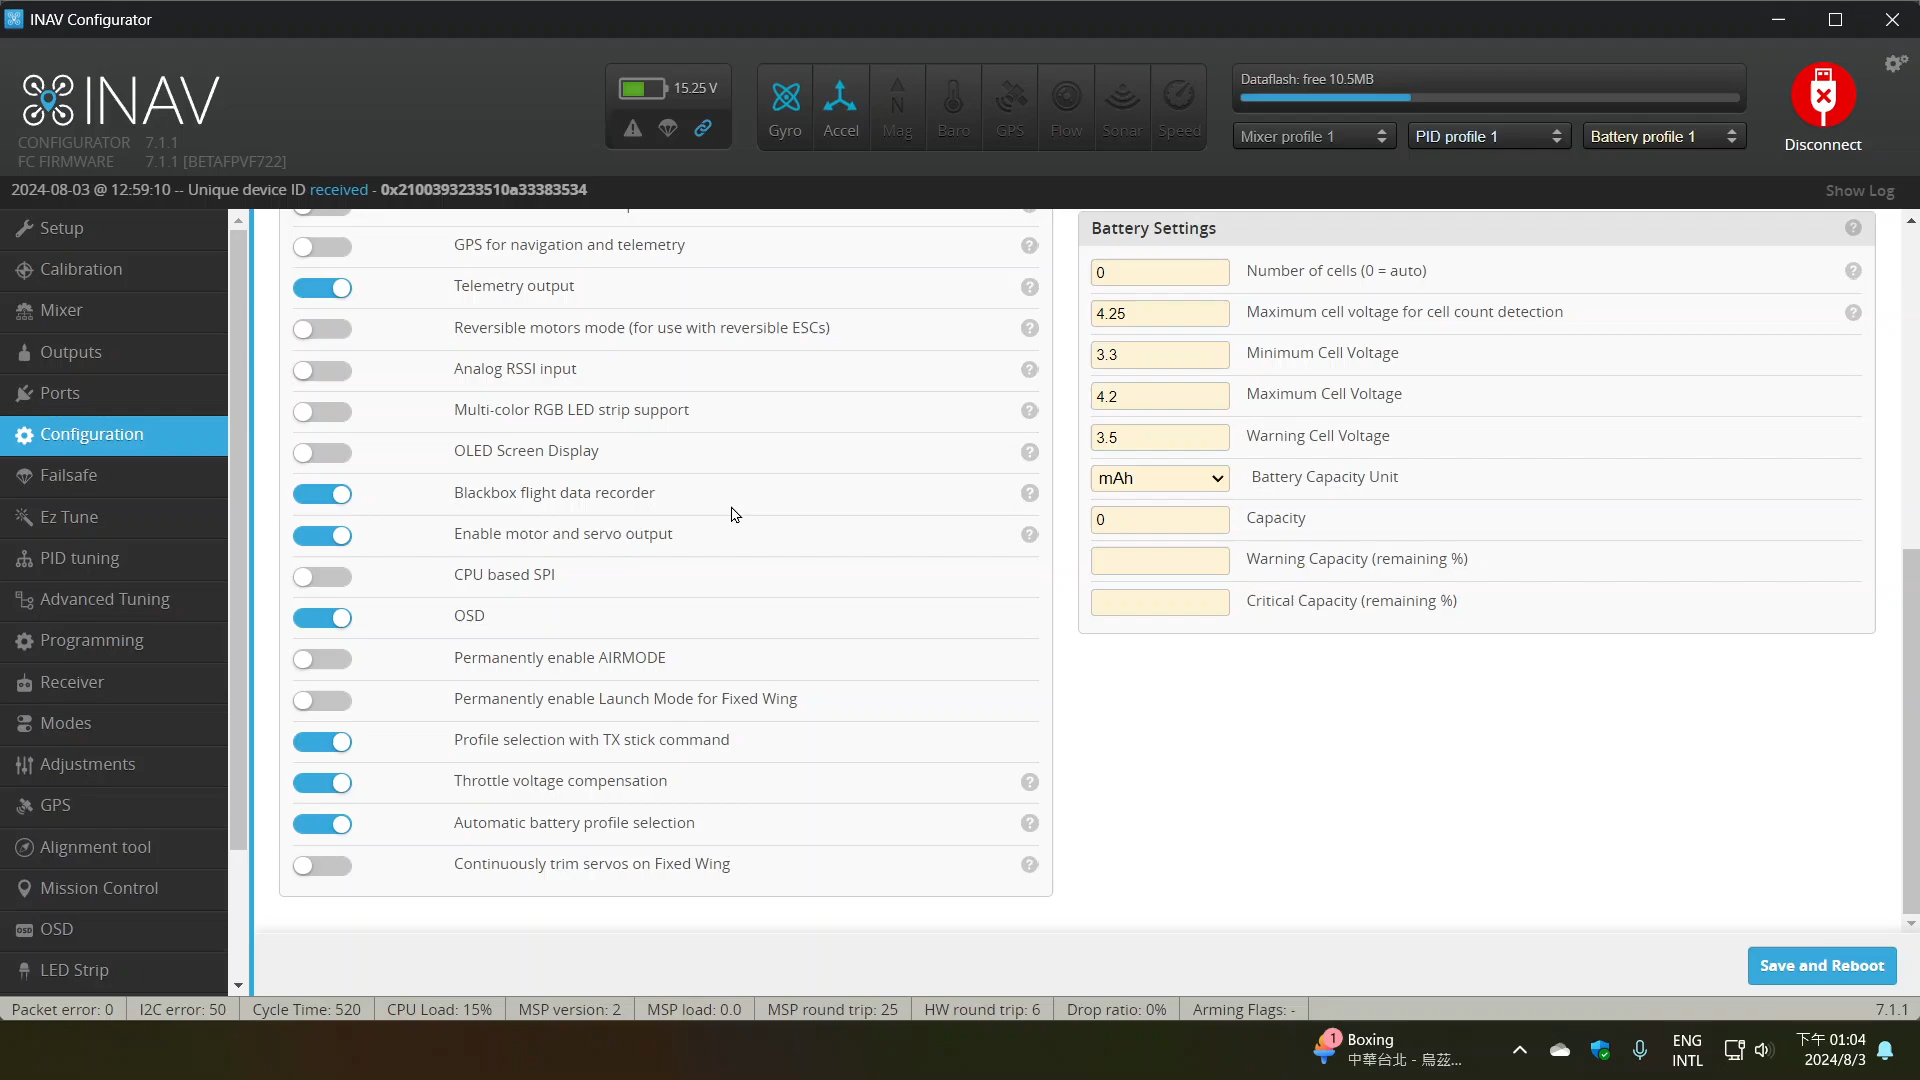 INAV Configurator
INAV
CONFIGURATOR 7.1.1
FC FIRMWARE 7.1.1 [BETAFPVF722]
15.25 V
Gyro
Accel
Mag
Baro
GPS
Flow
Sonar
Speed
Dataflash: free 10.5MB
Mixer profile 1
PID profile 1
Battery profile 1
Disconnect
2024-08-03 @ 12:59:10 -- Unique device ID received - 0x2100393233510a33383534
Show Log
Setup
Calibration
Mixer
Outputs
Ports
Configuration
Failsafe
Ez Tune
PID tuning
Advanced Tuning
Programming
Receiver
Modes
Adjustments
GPS
Alignment tool
Mission Control
OSD
LED Strip
GPS for navigation and telemetry
Telemetry output
Reversible motors mode (for use with reversible ESCs)
Analog RSSI input
Multi-color RGB LED strip support
OLED Screen Display
Blackbox flight data recorder
Enable motor and servo output
CPU based SPI
OSD
Permanently enable AIRMODE
Permanently enable Launch Mode for Fixed Wing
Profile selection with TX stick command
Throttle voltage compensation
Automatic battery profile selection
Continuously trim servos on Fixed Wing
Battery Settings
0 Number of cells (0 = auto)
4.25 Maximum cell voltage for cell count detection
3.3 Minimum Cell Voltage
4.2 Maximum Cell Voltage
3.5 Warning Cell Voltage
mAh Battery Capacity Unit
0 Capacity
Warning Capacity (remaining %)
Critical Capacity (remaining %)
Save and Reboot
Packet error: 0
I2C error: 50
Cycle Time: 520
CPU Load: 15%
MSP version: 2
MSP load: 0.0
MSP round trip: 25
HW round trip: 6
Drop ratio: 0%
Arming Flags: -
7.1.1
1
Boxing
中華台北 - 烏茲...
ENG
INTL
下午 01:04
2024/8/3